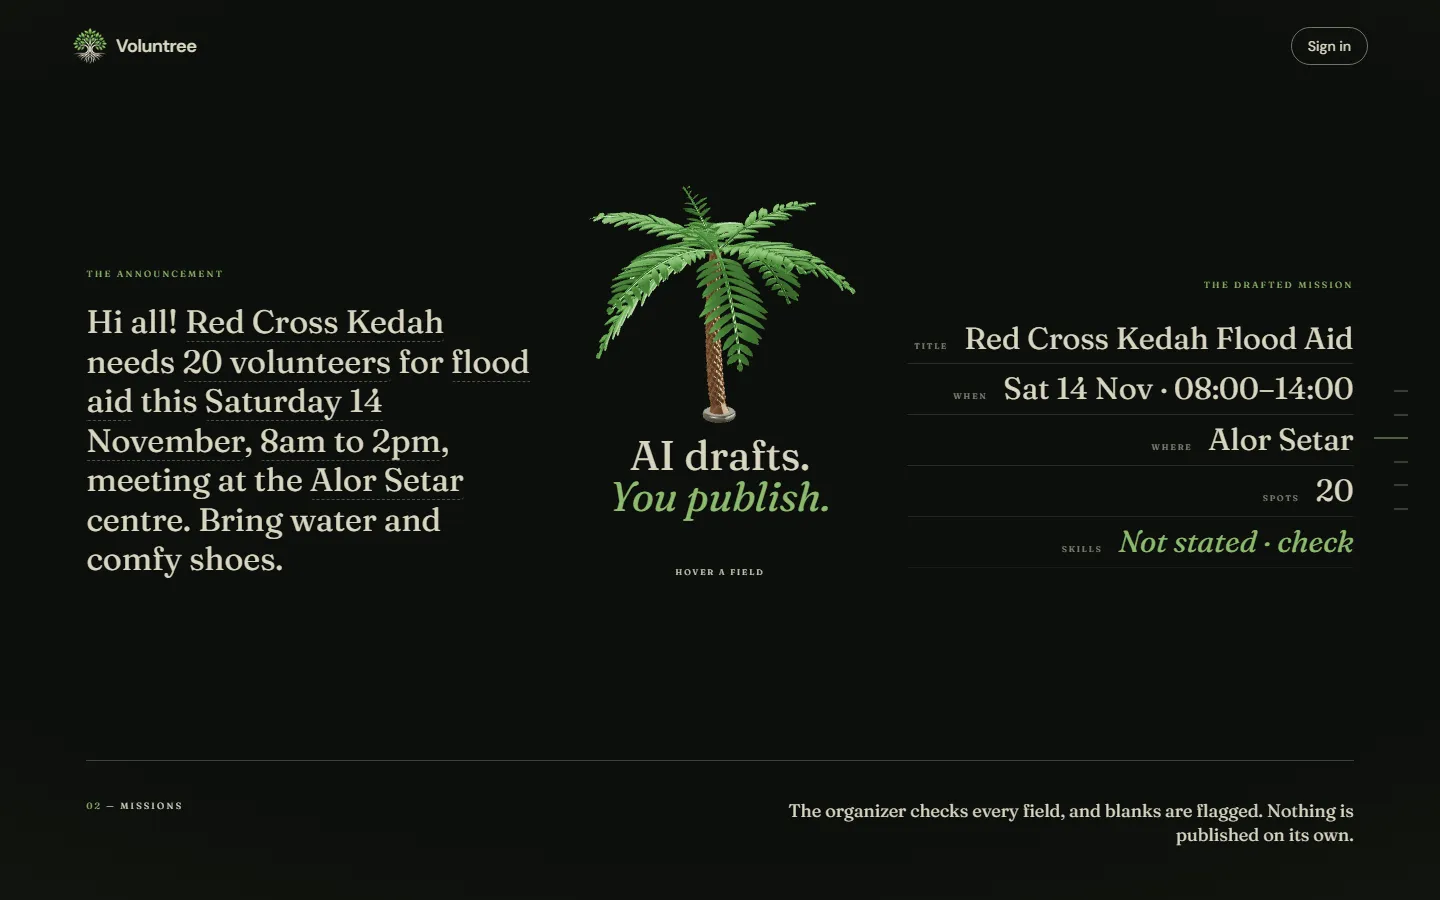 Voluntree
Sign in
THE ANNOUNCEMENT
Hi all! Red Cross Kedah
needs 20 volunteers for flood
aid this Saturday 14
November, 8am to 2pm,
meeting at the Alor Setar
centre. Bring water and
comfy shoes.
AI drafts.
You publish.
HOVER A FIELD
THE DRAFTED MISSION
TITLE Red Cross Kedah Flood Aid
WHEN Sat 14 Nov · 08:00–14:00
WHERE Alor Setar
SPOTS 20
SKILLS Not stated · check
02 — MISSIONS
The organizer checks every field, and blanks are flagged. Nothing is
published on its own.